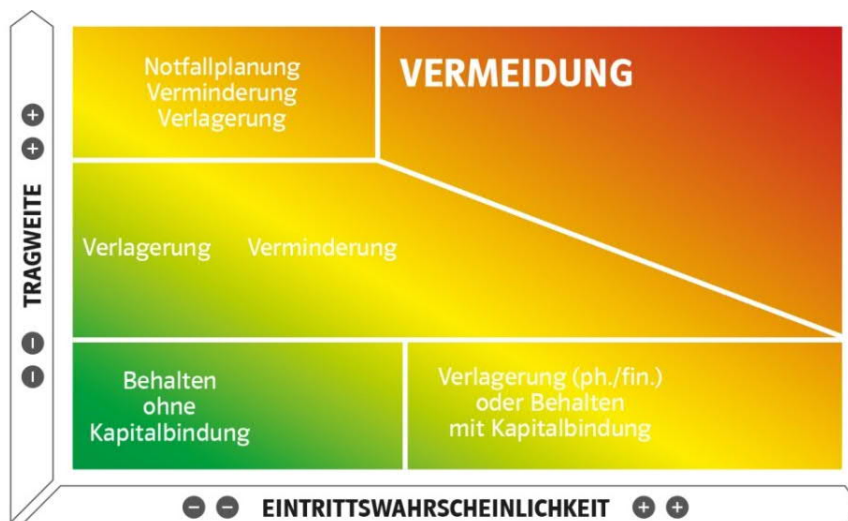 Notfallplanung
Verminderung
Verlagerung
VERMEIDUNG
Verlagerung Verminderung
Behalten
ohne
Kapitalbindung
Verlagerung (ph./fin.)
oder Behalten
mit Kapitalbindung
TRAGWEITE
EINTRITTSWAHRSCHEINLICHKEIT